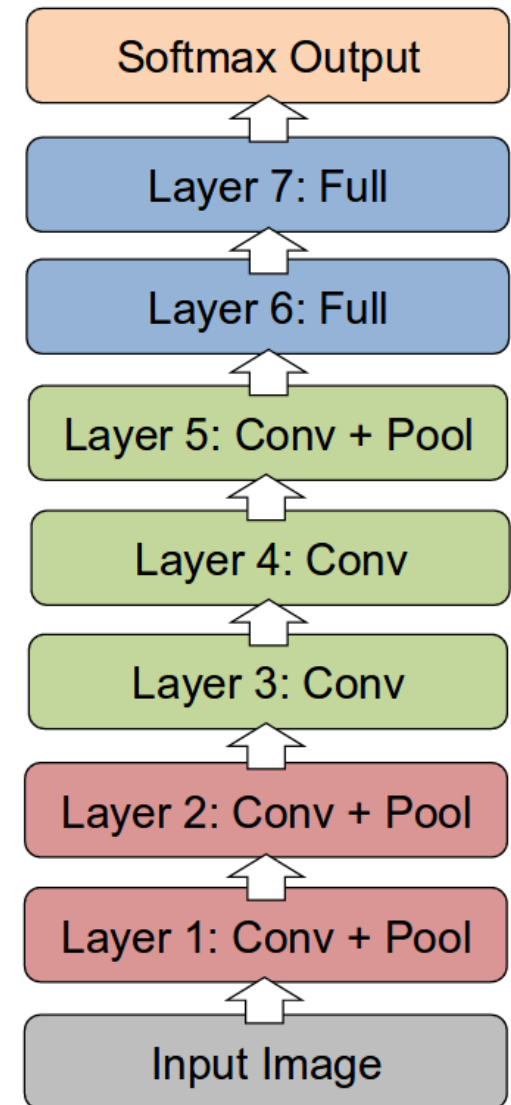 Softmax Output
Layer 7: Full
Layer 6: Full
Layer 5: Conv + Pool
Layer 4: Conv
Layer 3: Conv
Layer 2: Conv + Pool
Layer 1: Conv + Pool
Input Image